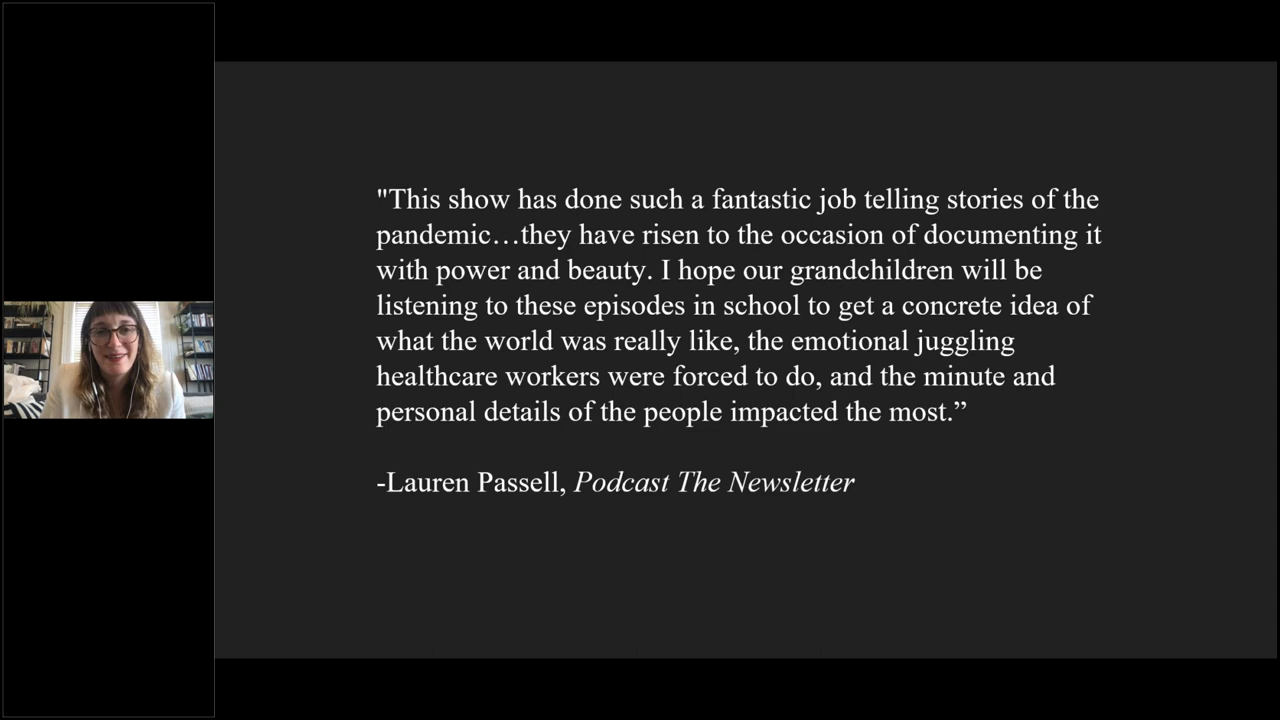 "This show has done such a fantastic job telling stories of the
pandemic…they have risen to the occasion of documenting it
with power and beauty. I hope our grandchildren will be
listening to these episodes in school to get a concrete idea of
what the world was really like, the emotional juggling
healthcare workers were forced to do, and the minute and
personal details of the people impacted the most.”
-Lauren Passell, Podcast The Newsletter